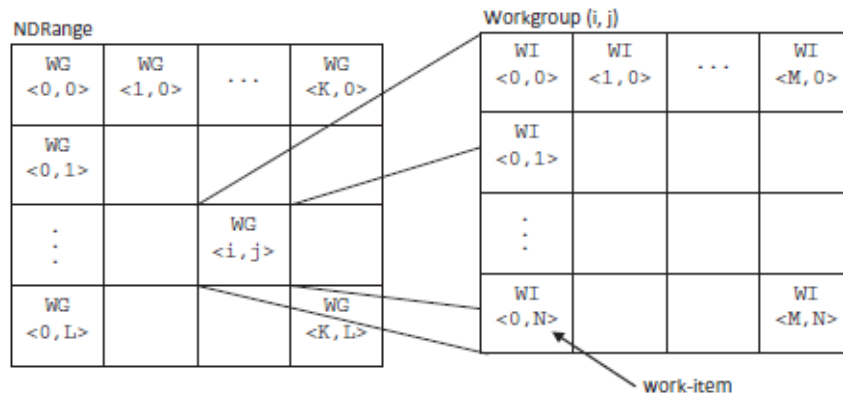 NDRange
WG WG WG
<0,0> <1,0> ... <K,0>
WG
<0,1>
WG
<i,j>
WG WG
<0,L> <K,L>
Workgroup (i, j)
WI WI WI
<0,0> <1,0> ... <M,0>
WI
<0,1>
WI WI
<0,N> <M,N>
work-item